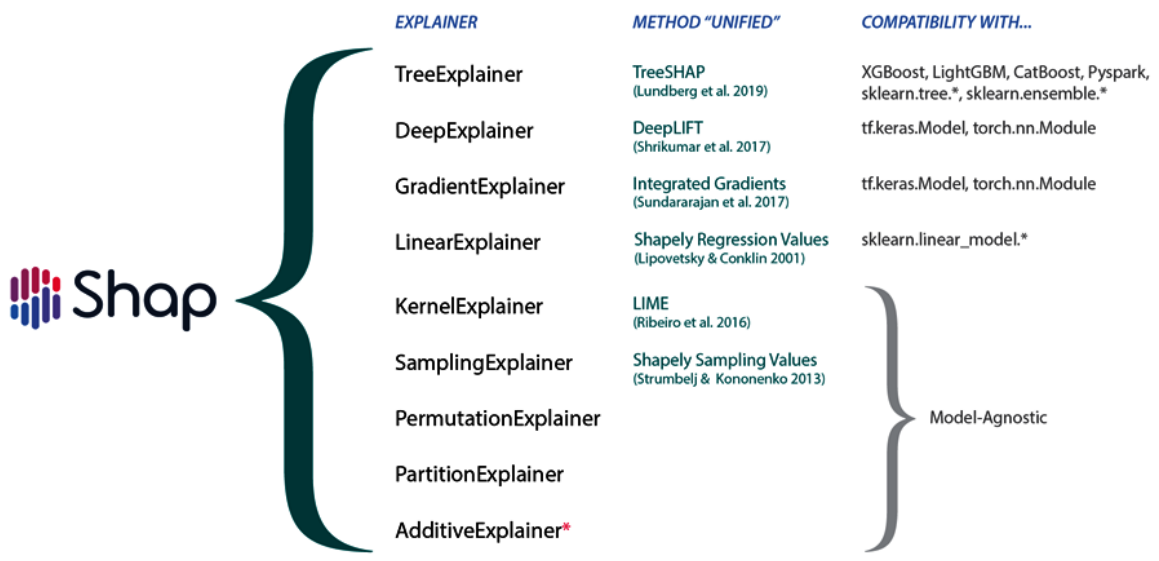 EXPLAINER METHOD “UNIFIED” COMPATIBILITY WITH...
TreeExplainer TreeSHAP XGBoost, LightGBM, CatBoost, Pyspark,
(Lundberg et al. 2019) sklearn.tree.*, sklearn.ensemble.*
DeepExplainer DeepLIFT tf.keras.Model, torch.nn.Module
(Shrikumar et al. 2017)
GradientExplainer Integrated Gradients tf.keras.Model, torch.nn.Module
(Sundararajan et al. 2017)
LinearExplainer Shapely Regression Values sklearn.linear_model.*
(Lipovetsky & Conklin 2001)
Shap
KernelExplainer LIME
(Ribeiro et al. 2016)
SamplingExplainer Shapely Sampling Values
(Strumbelj & Kononenko 2013)
PermutationExplainer Model-Agnostic
PartitionExplainer
AdditiveExplainer*